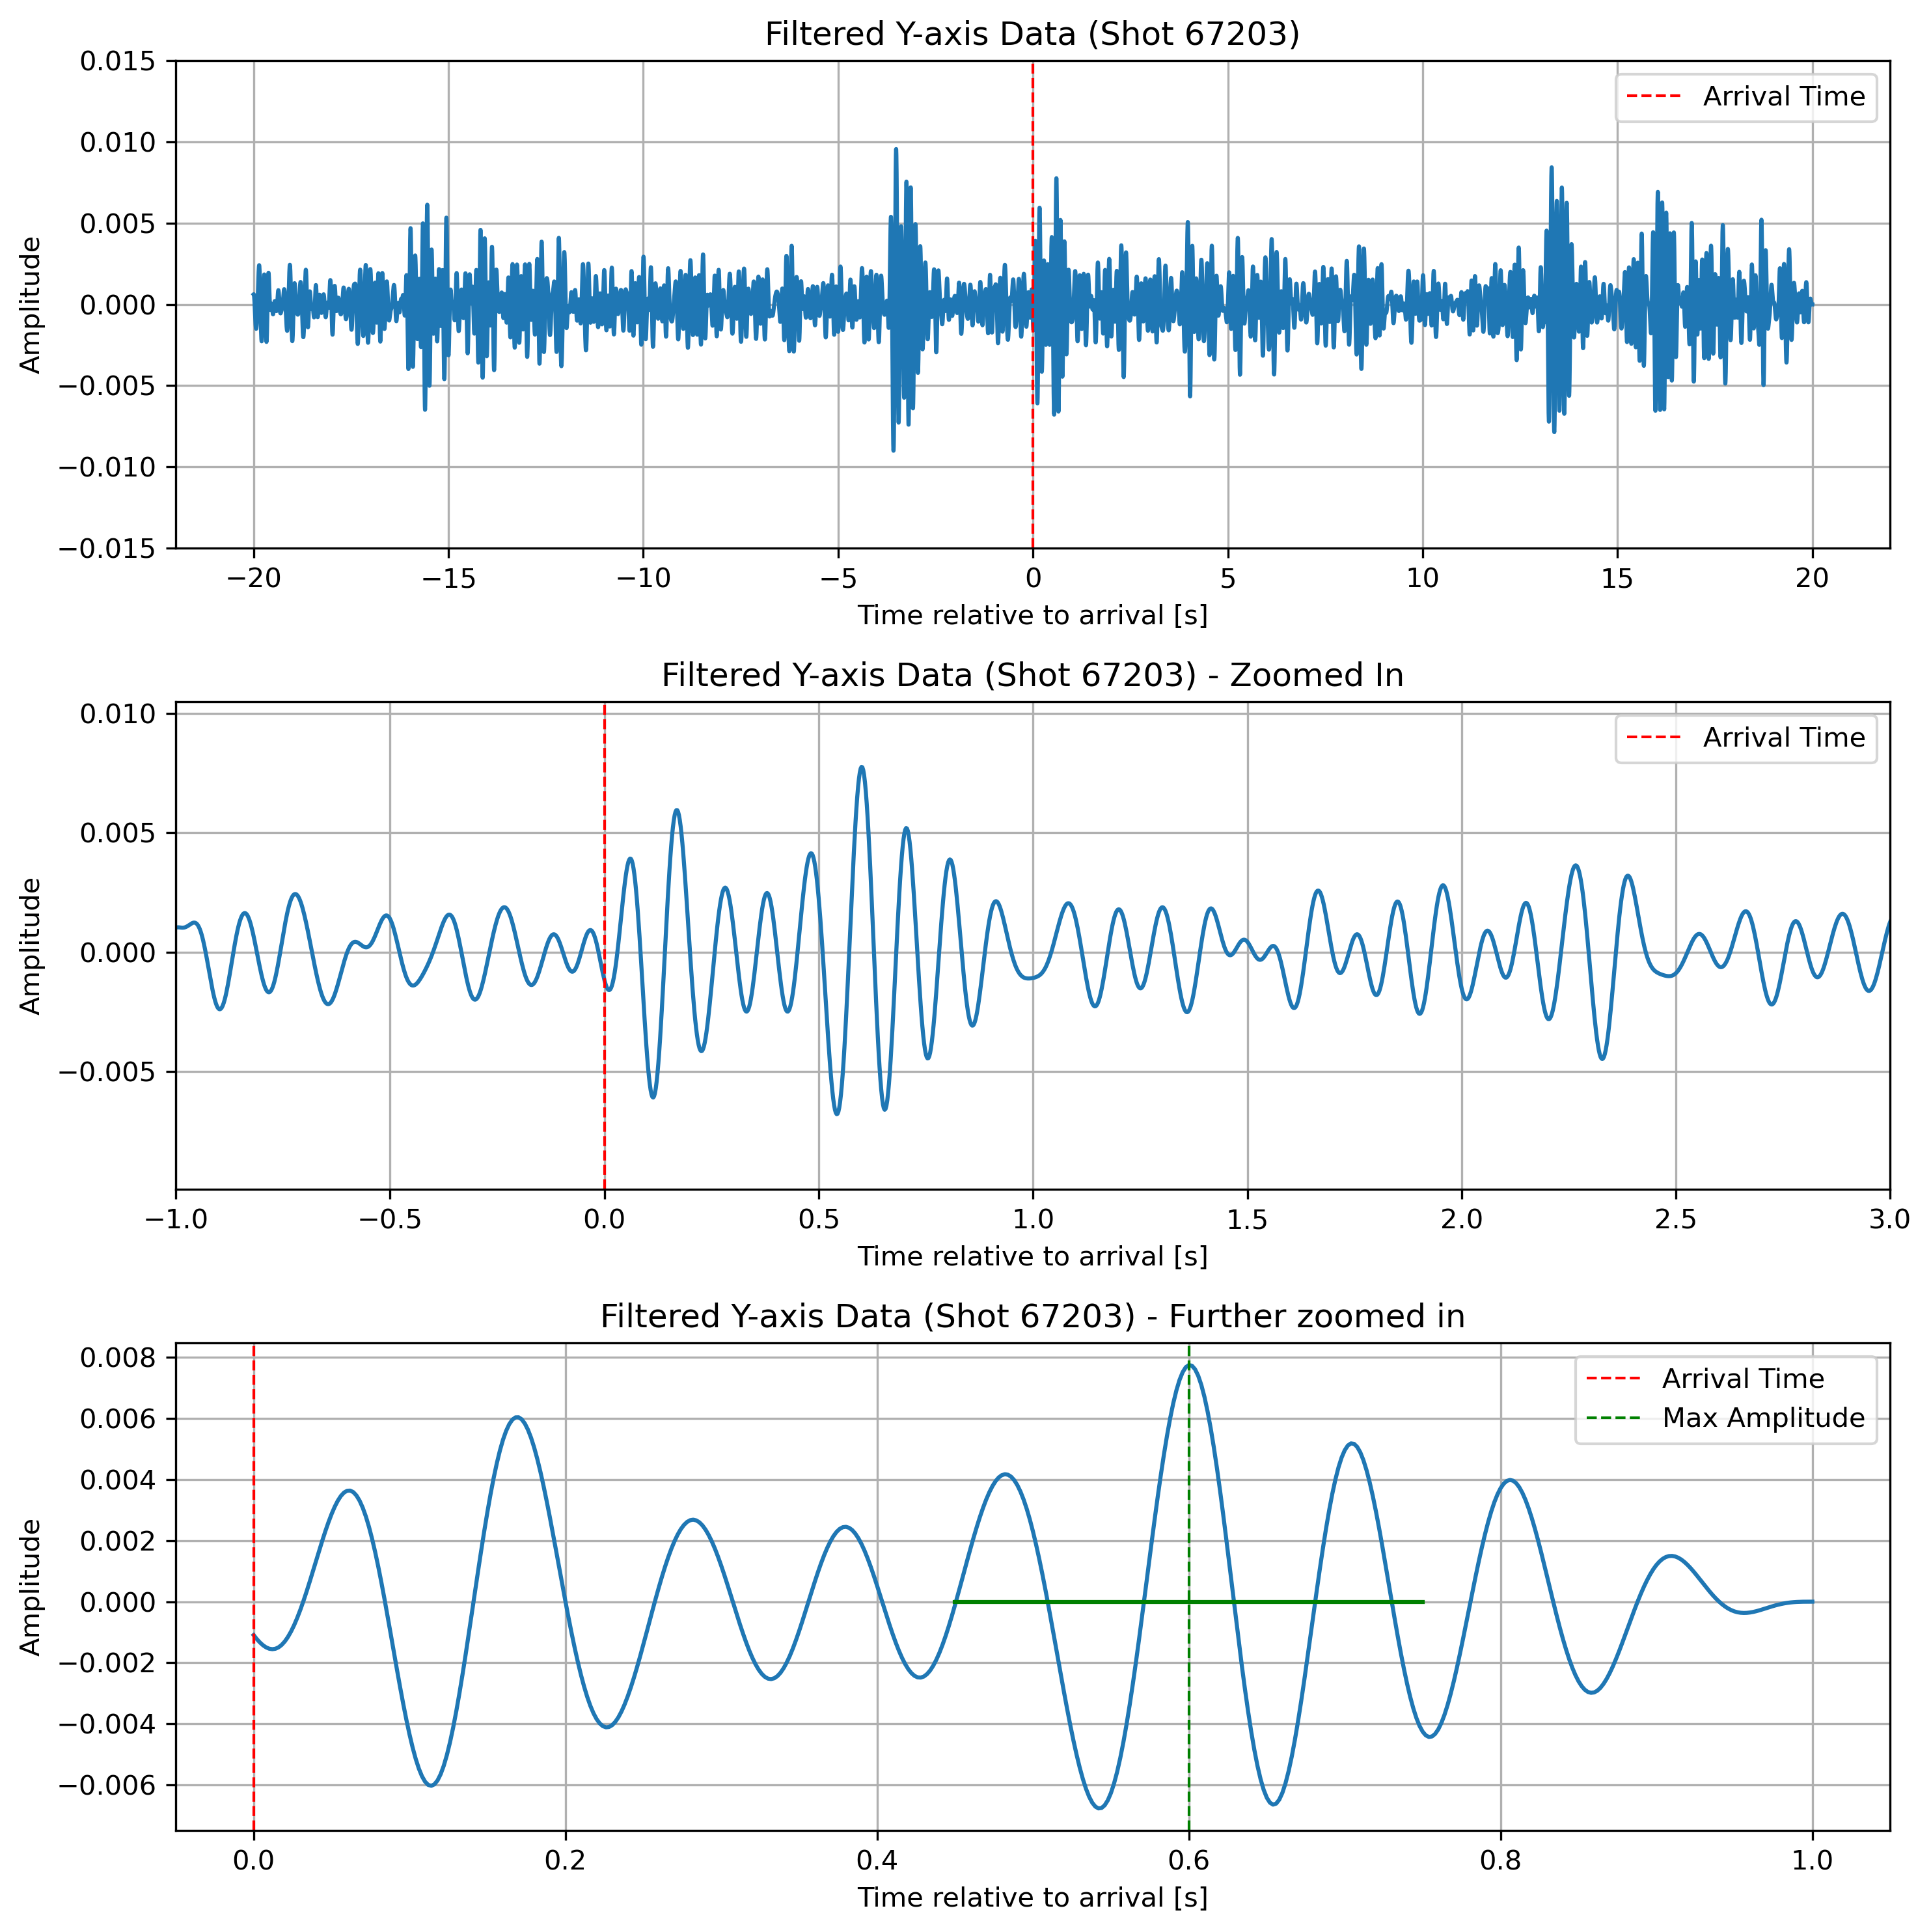 Filtered Y-axis Data (Shot 67203)
0.015
0.010
0.005
0.000
−0.005
−0.010
−0.015
Amplitude
Arrival Time
−20 −15 −10 −5 0 5 10 15 20
Time relative to arrival [s]
Filtered Y-axis Data (Shot 67203) - Zoomed In
0.010
0.005
0.000
−0.005
Amplitude
Arrival Time
−1.0 −0.5 0.0 0.5 1.0 1.5 2.0 2.5 3.0
Time relative to arrival [s]
Filtered Y-axis Data (Shot 67203) - Further zoomed in
0.008
0.006
0.004
0.002
0.000
−0.002
−0.004
−0.006
Amplitude
Arrival Time
Max Amplitude
0.0 0.2 0.4 0.6 0.8 1.0
Time relative to arrival [s]